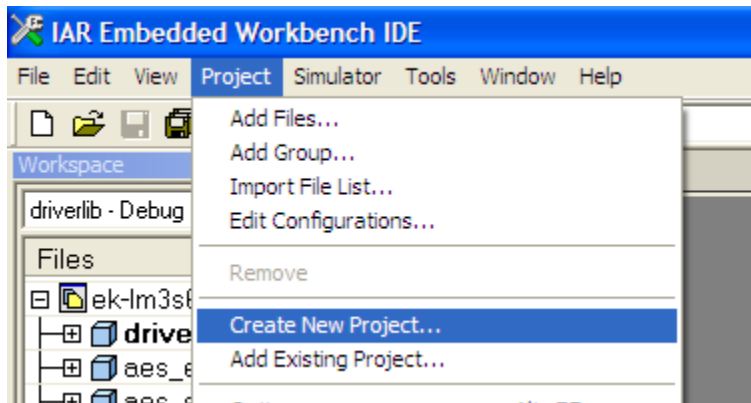 IAR Embedded Workbench IDE
File Edit View Project Simulator Tools Window Help
Add Files...
Add Group...
Workspace
Import File List...
driverlib - Debug
Edit Configurations...
Files
Remove
ek-lm3s
Create New Project...
drive
Add Existing Project...
aes_